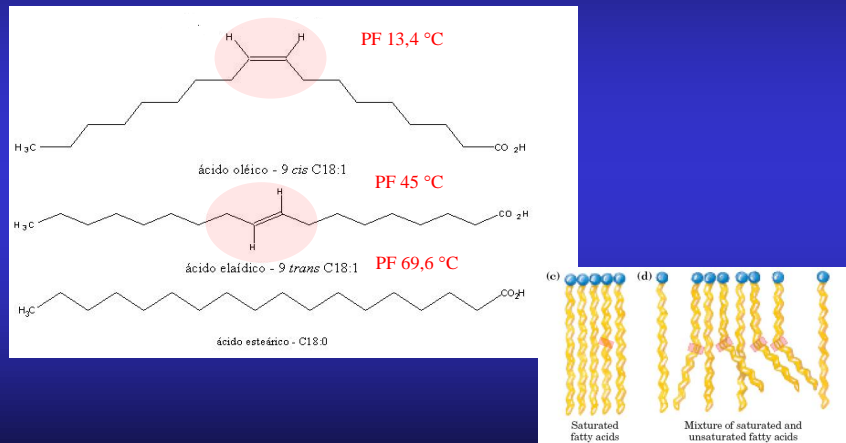 PF 13,4 °C
H H
H3C CO2H
ácido oléico - 9 cis C18:1
PF 45 °C
H
H3C CO2H
H
ácido elaídico - 9 trans C18:1
PF 69,6 °C
H3C CO2H
ácido esteárico - C18:0
(c) (d)
Saturated
fatty acids
Mixture of saturated and
unsaturated fatty acids